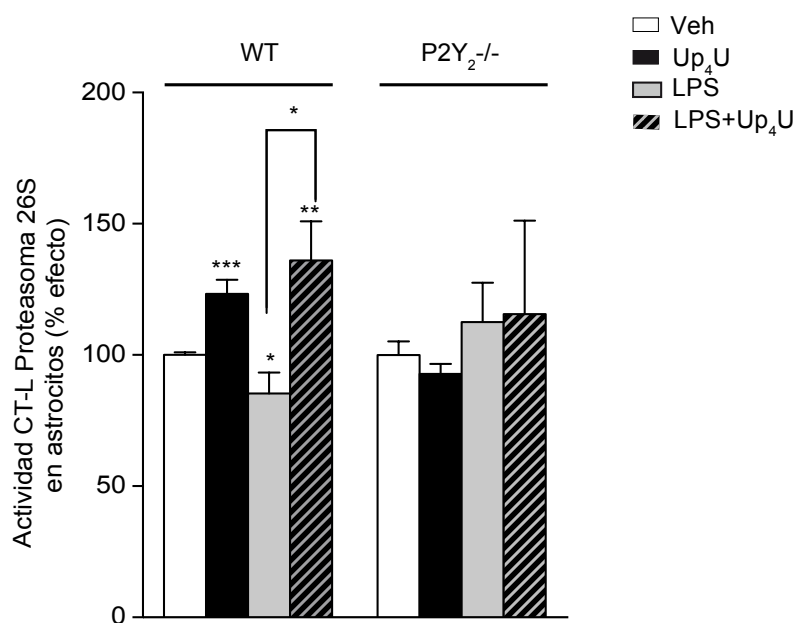 WT
P2Y₂-/-
Veh
Up₄U
LPS
LPS+Up₄U
Actividad CT-L Proteasoma 26S
en astrocitos (% efecto)
200
150
100
50
0
*
***
*
**